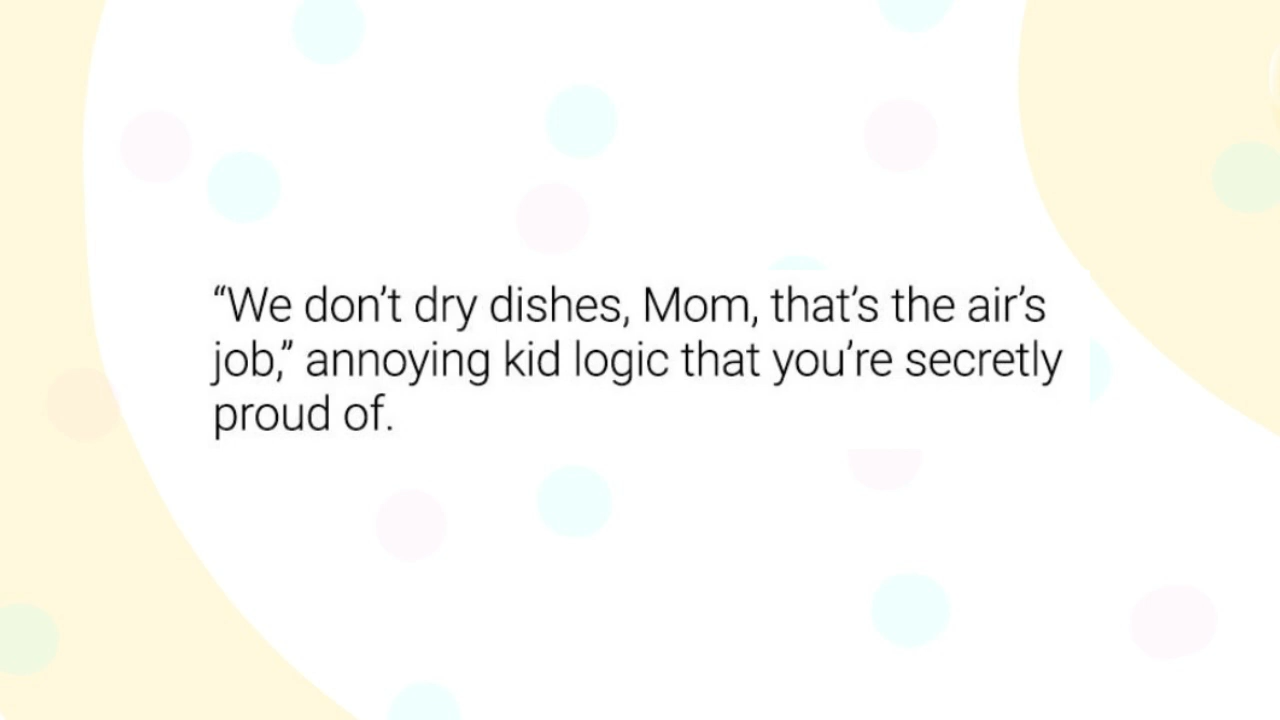 “We don’t dry dishes, Mom, that’s the air’s
job,” annoying kid logic that you’re secretly
proud of.